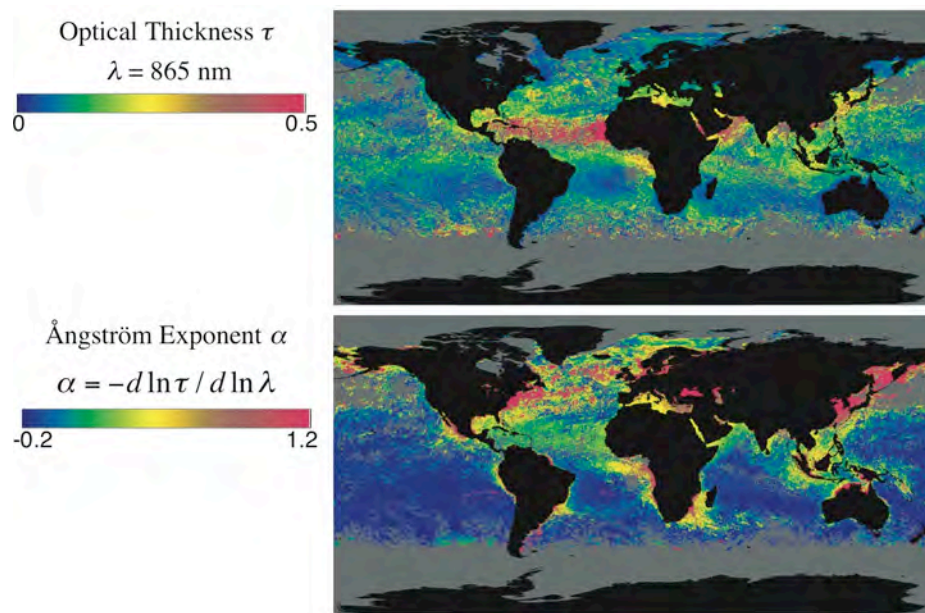 Optical Thickness τ
λ = 865 nm
0 0.5
Ångström Exponent α
α = −d ln τ / d ln λ
-0.2 1.2